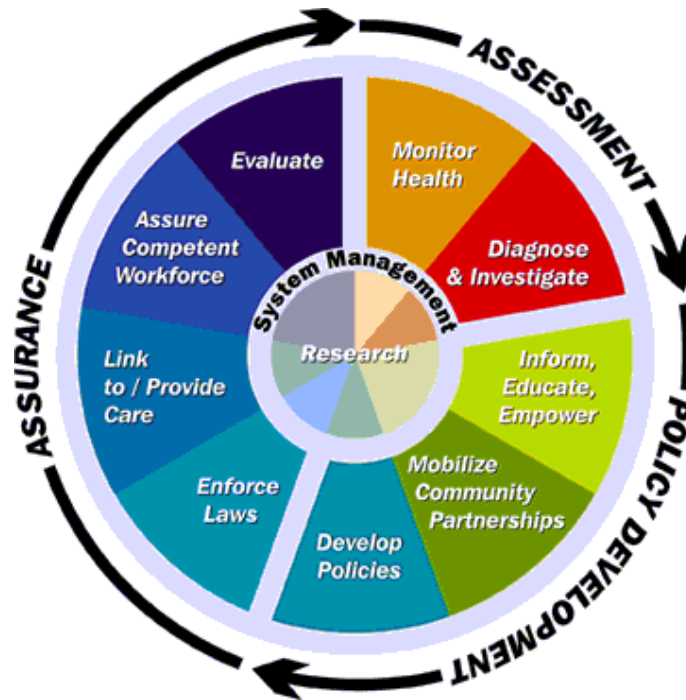 ASSESSMENT
POLICY DEVELOPMENT
ASSURANCE
Evaluate
Monitor
Health
Assure
Competent
Workforce
Diagnose
& Investigate
System Management
Research
Link
to / Provide
Care
Inform,
Educate,
Empower
Enforce
Laws
Mobilize
Community
Partnerships
Develop
Policies